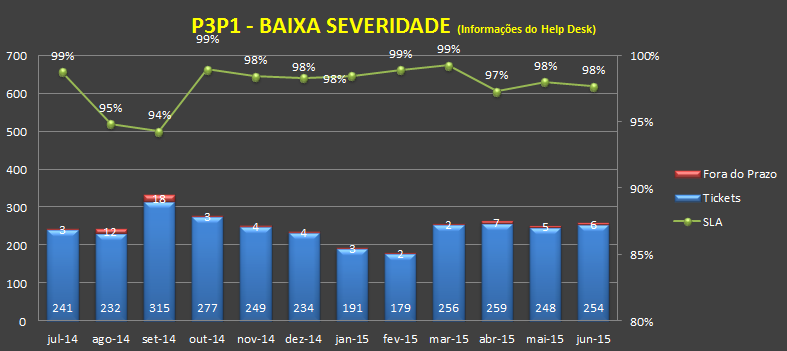 P3P1 - BAIXA SEVERIDADE (Informações do Help Desk)
99% 95% 94% 99% 98% 98% 98% 99% 99% 97% 98% 98%
700 100%
600
500 95%
400
300 90%
200 85%
100
0 80%
3 12 18 3 4 4 3 2 2 7 5 6
241 232 315 277 249 234 191 179 256 259 248 254
jul-14 ago-14 set-14 out-14 nov-14 dez-14 jan-15 fev-15 mar-15 abr-15 mai-15 jun-15
Fora do Prazo
Tickets
SLA